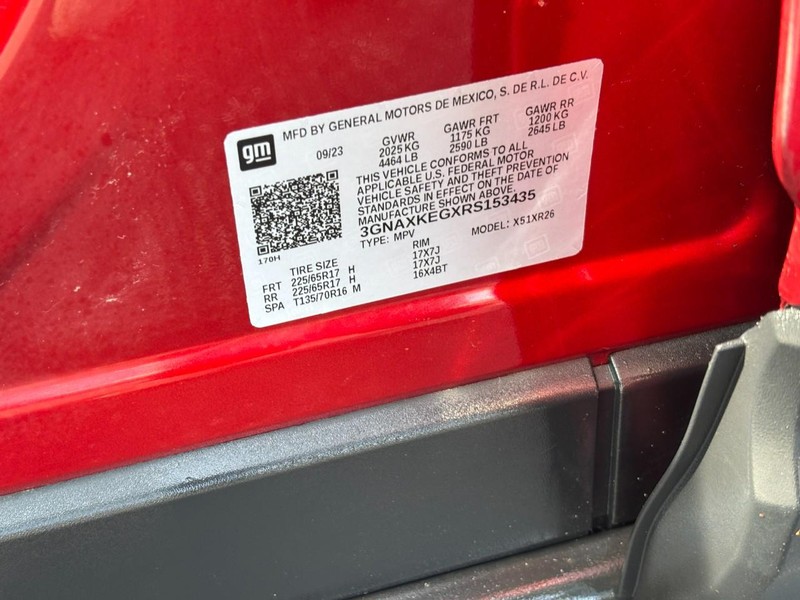 gm
MFD BY GENERAL MOTORS DE MEXICO, S. DE R.L. DE C.V.
09/23
GVWR
2025 KG
4464 LB
GAWR FRT
1175 KG
2590 LB
GAWR RR
1200 KG
2645 LB
THIS VEHICLE CONFORMS TO ALL
APPLICABLE U.S. FEDERAL MOTOR
VEHICLE SAFETY AND THEFT PREVENTION
STANDARDS IN EFFECT ON THE DATE OF
MANUFACTURE SHOWN ABOVE.
3GNAXKEGXRS153435
TYPE: MPV
MODEL: X51XR26
170H
TIRE SIZE
RIM
FRT 225/65R17 H 17X7J
RR 225/65R17 H 17X7J
SPA T135/70R16 M 16X4BT